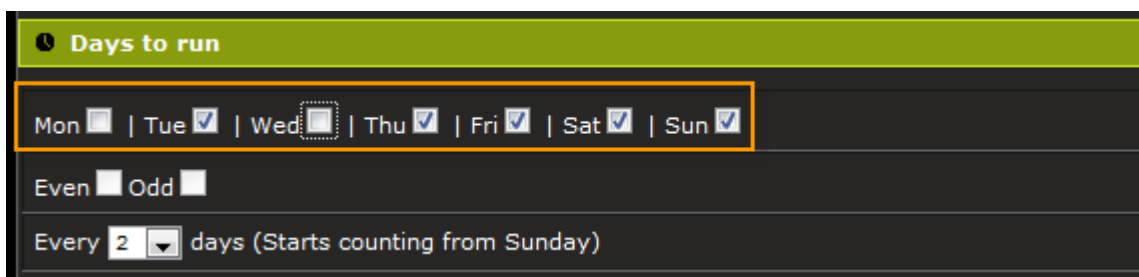 Days to run
Mon | Tue | Wed | Thu | Fri | Sat | Sun
Even Odd
Every 2 days (Starts counting from Sunday)